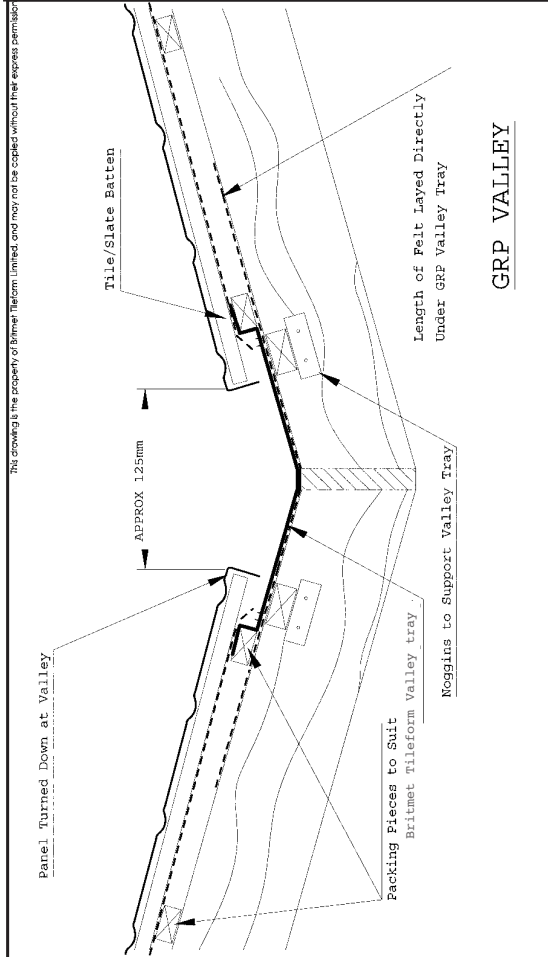 This drawing is the property of Britmet Tileform Limited, and may not be copied without their express permission
Panel Turned Down at Valley
APPROX 125mm
Tile/Slate Batten
Packing Pieces to Suit
Britmet Tileform Valley tray
Noggins to Support Valley Tray
Length of Felt Layed Directly
Under GRP Valley Tray
GRP VALLEY